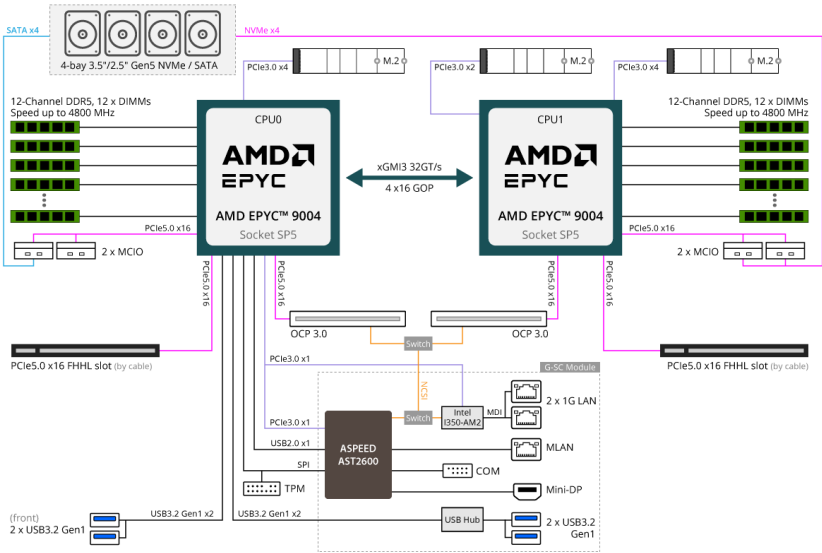 SATA x4
NVMe x4
4-bay 3.5"/2.5" Gen5 NVMe / SATA
PCIe3.0 x4
M.2
PCIe3.0 x2
M.2
PCIe3.0 x4
M.2
12-Channel DDR5, 12 x DIMMs
Speed up to 4800 MHz
12-Channel DDR5, 12 x DIMMs
Speed up to 4800 MHz
CPU0
AMD
EPYC
AMD EPYC™ 9004
Socket SP5
xGMI3 32GT/s
4 x16 GOP
CPU1
AMD
EPYC
AMD EPYC™ 9004
Socket SP5
PCIe5.0 x16
2 x MCIO
PCIe5.0 x16
2 x MCIO
PCIe5.0 x16
PCIe5.0 x16
PCIe5.0 x16
PCIe5.0 x16
OCP 3.0
OCP 3.0
Switch
PCIe5.0 x16 FHHL slot (by cable)
PCIe5.0 x16 FHHL slot (by cable)
PCIe3.0 x1
G-SC Module
NCSI
Switch
Intel
I350-AM2
MDI
2 x 1G LAN
PCIe3.0 x1
ASPEED
AST2600
USB2.0 x1
MLAN
SPI
COM
TPM
Mini-DP
(front)
2 x USB3.2 Gen1
USB3.2 Gen1 x2
USB3.2 Gen1 x2
USB Hub
2 x USB3.2
Gen1